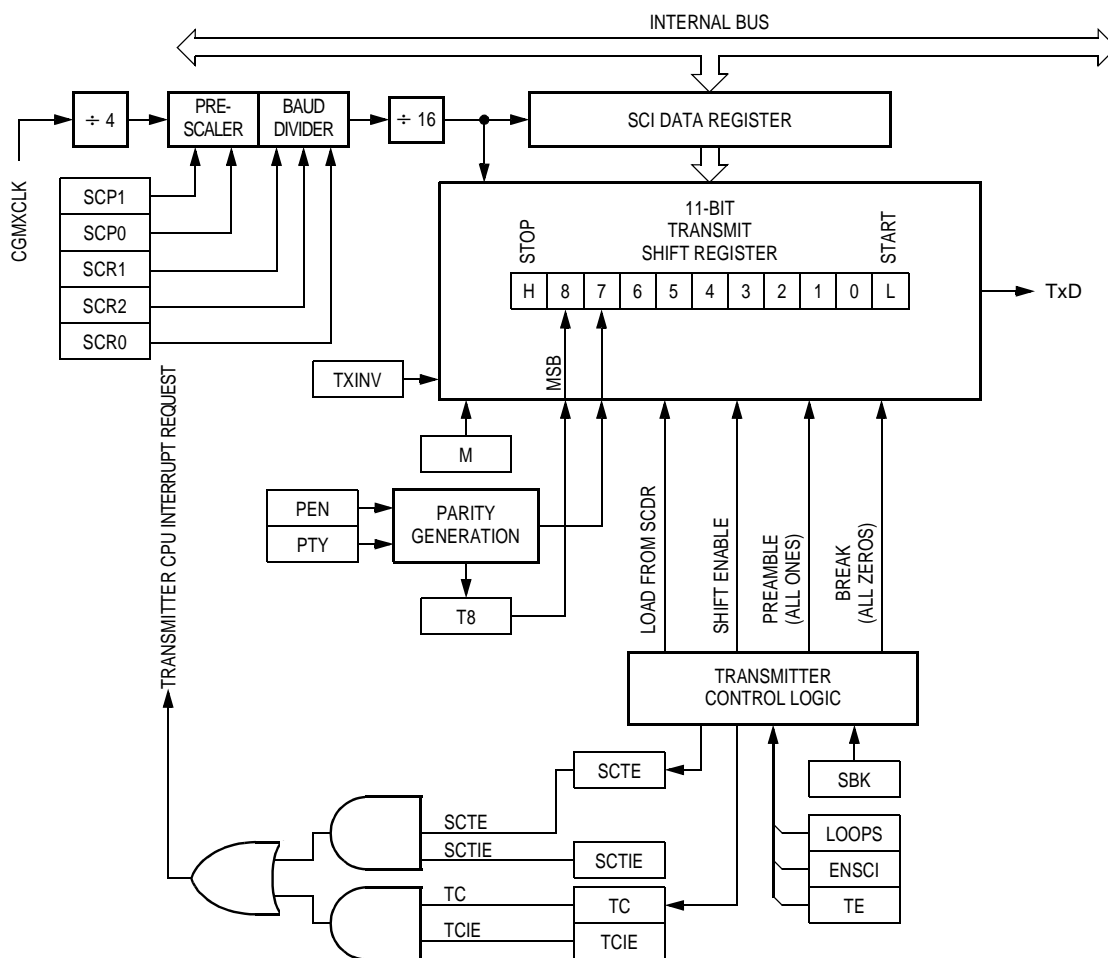 INTERNAL BUS
÷ 4
PRE-
SCALER
BAUD
DIVIDER
÷ 16
SCI DATA REGISTER
CGMXCLK
SCP1
SCP0
SCR1
SCR2
SCR0
11-BIT
TRANSMIT
SHIFT REGISTER
STOP
START
H 8 7 6 5 4 3 2 1 0 L
TxD
TXINV
MSB
M
TRANSMITTER CPU INTERRUPT REQUEST
PEN
PTY
PARITY
GENERATION
T8
LOAD FROM SCDR
SHIFT ENABLE
PREAMBLE
(ALL ONES)
BREAK
(ALL ZEROS)
TRANSMITTER
CONTROL LOGIC
SCTE
SBK
SCTE
SCTIE
SCTIE
LOOPS
ENSCI
TE
TC
TC
TCIE
TCIE